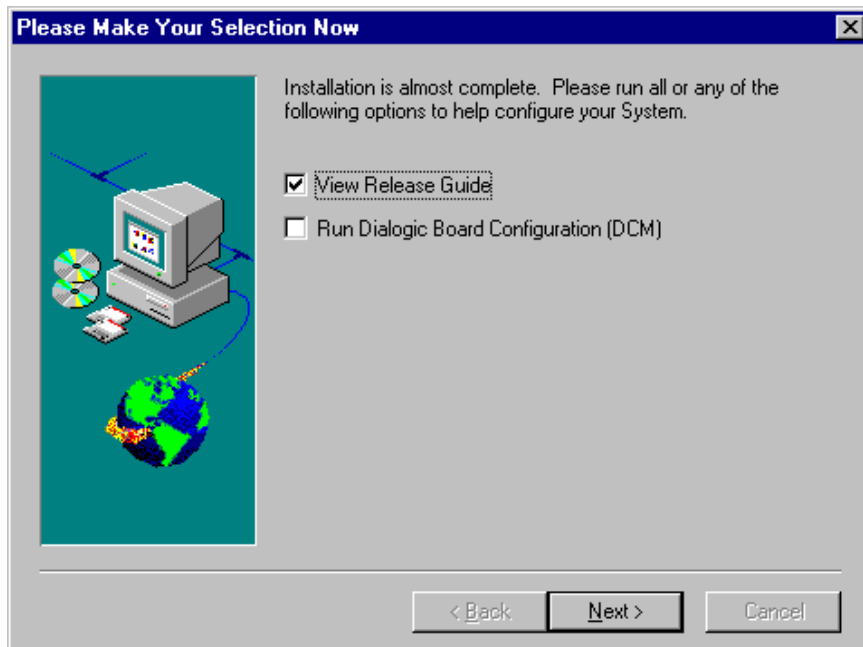 Please Make Your Selection Now
Installation is almost complete.  Please run all or any of the
following options to help configure your System.
View Release Guide
Run Dialogic Board Configuration (DCM)
< Back
Next >
Cancel